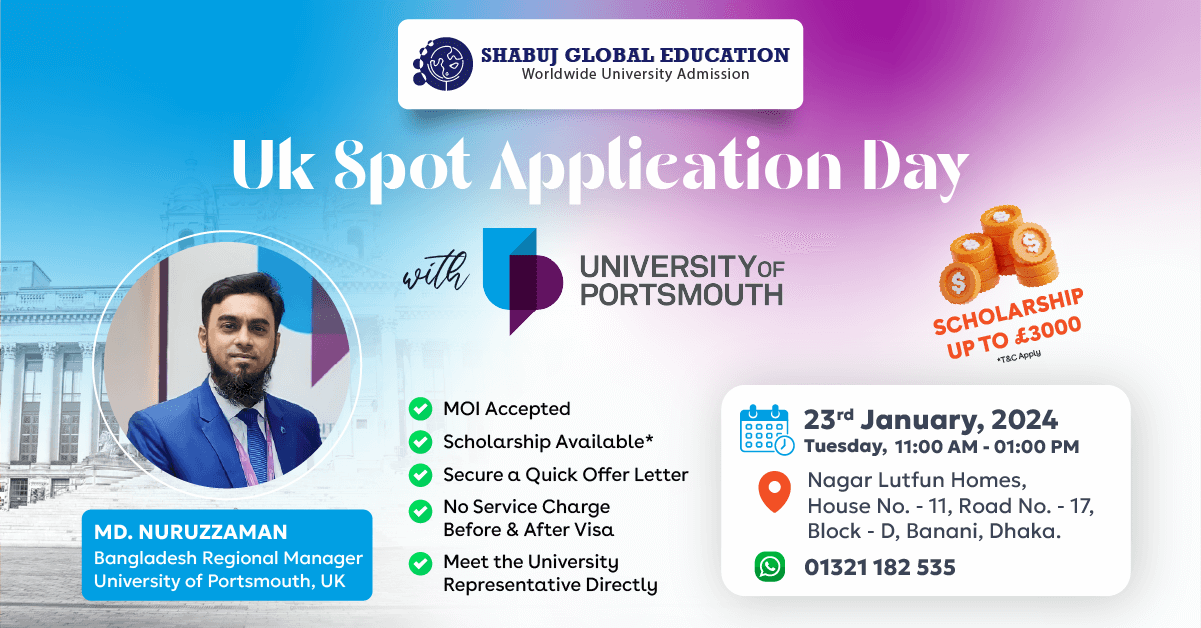 SHABUJ GLOBAL EDUCATION
Worldwide University Admission
Uk Spot Application Day
with
UNIVERSITY OF
PORTSMOUTH
SCHOLARSHIP
UP TO £3000
*T&C Apply
MD. NURUZZAMAN
Bangladesh Regional Manager
University of Portsmouth, UK
MOI Accepted
Scholarship Available*
Secure a Quick Offer Letter
No Service Charge
Before & After Visa
Meet the University
Representative Directly
23rd January, 2024
Tuesday, 11:00 AM - 01:00 PM
Nagar Lutfun Homes,
House No. - 11, Road No. - 17,
Block - D, Banani, Dhaka.
01321 182 535